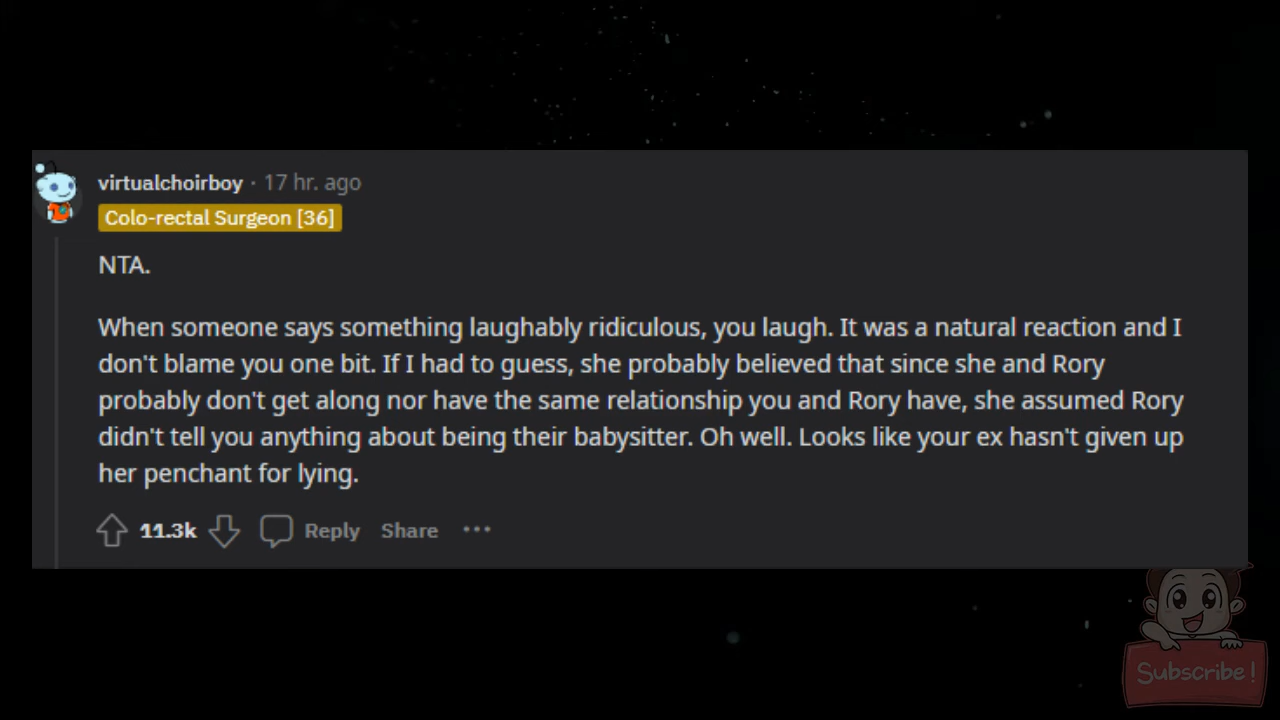 virtualchoirboy · 17 hr. ago
Colo-rectal Surgeon [36]
NTA.
When someone says something laughably ridiculous, you laugh. It was a natural reaction and I
don't blame you one bit. If I had to guess, she probably believed that since she and Rory
probably don't get along nor have the same relationship you and Rory have, she assumed Rory
didn't tell you anything about being their babysitter. Oh well. Looks like your ex hasn't given up
her penchant for lying.
11.3k Reply Share ···
Subscribe!